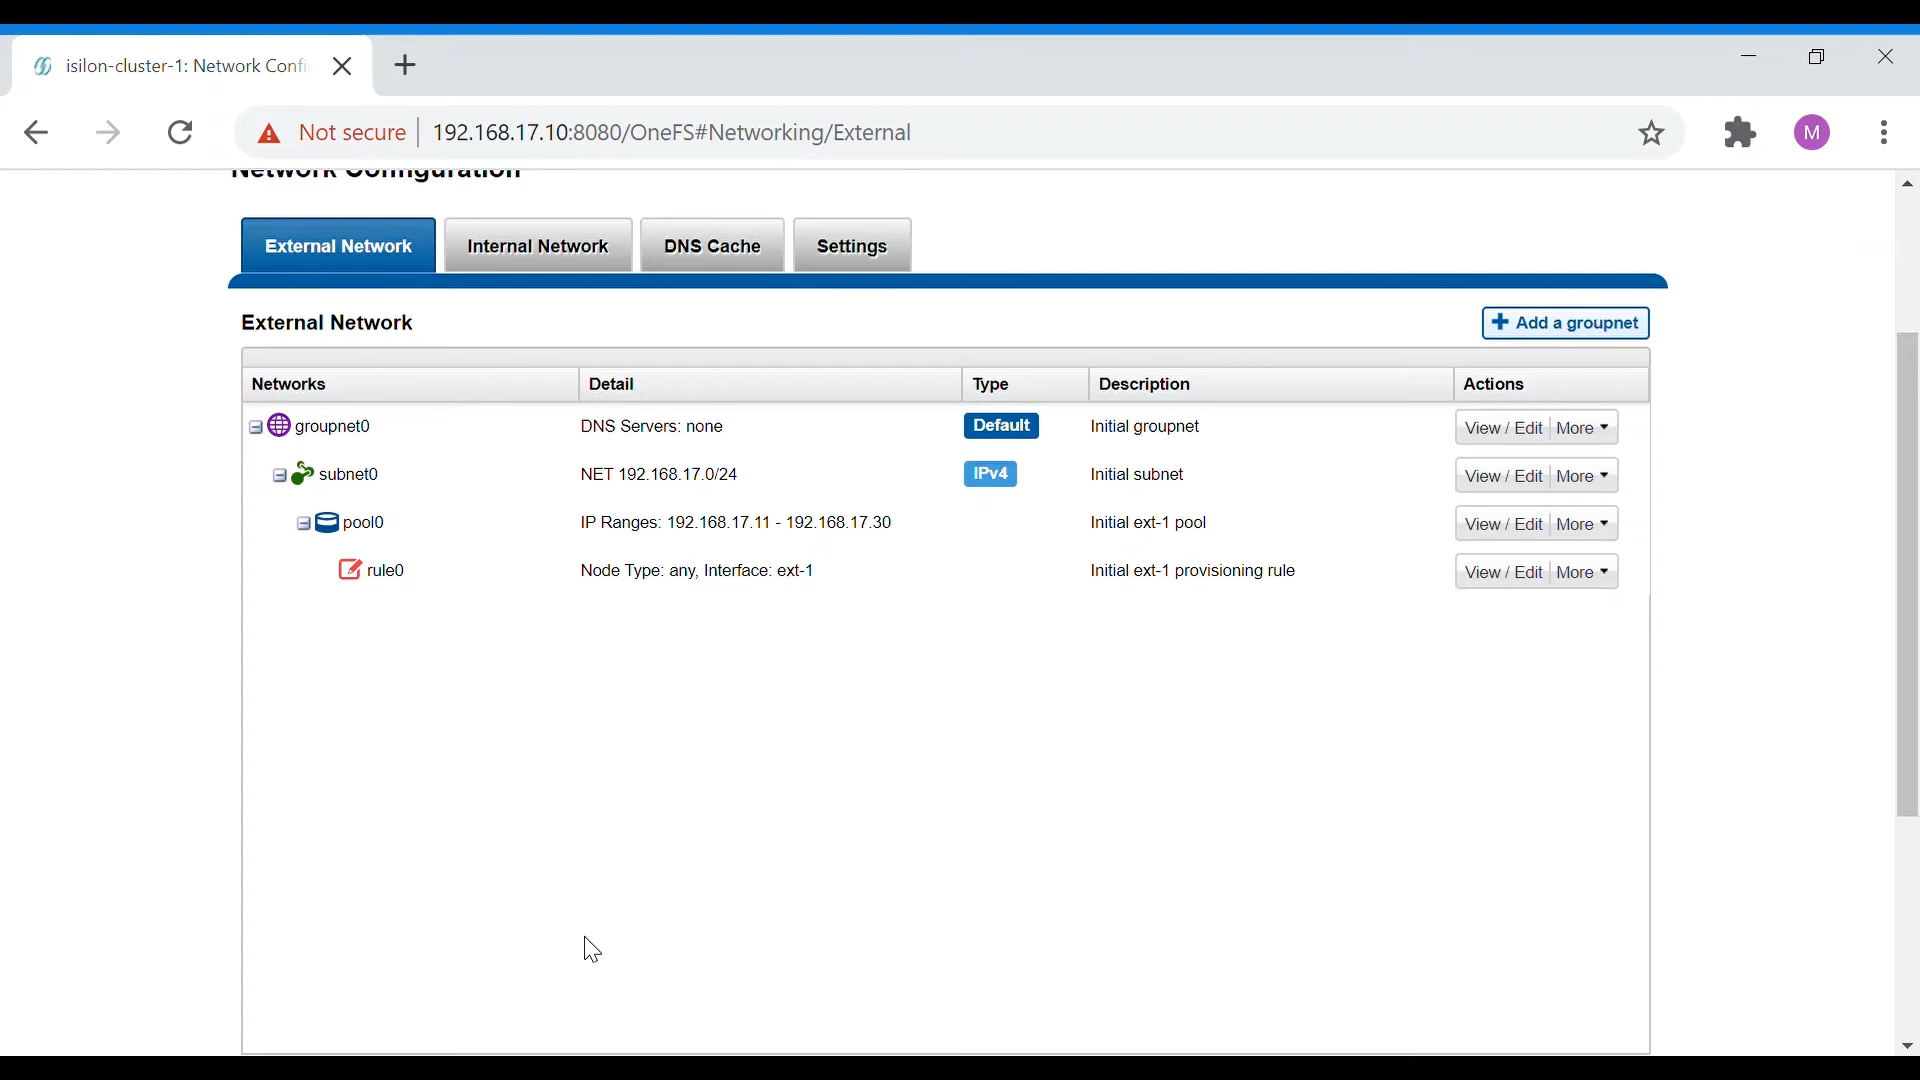 isilon-cluster-1: Network Confi
Not secure 192.168.17.10:8080/OneFS#Networking/External M
Network Configuration
External Network Internal Network DNS Cache Settings
External Network Add a groupnet
Networks Detail Type Description Actions
groupnet0 DNS Servers: none Default Initial groupnet View / Edit More
subnet0 NET 192.168.17.0/24 IPv4 Initial subnet View / Edit More
pool0 IP Ranges: 192.168.17.11 - 192.168.17.30 Initial ext-1 pool View / Edit More
rule0 Node Type: any, Interface: ext-1 Initial ext-1 provisioning rule View / Edit More